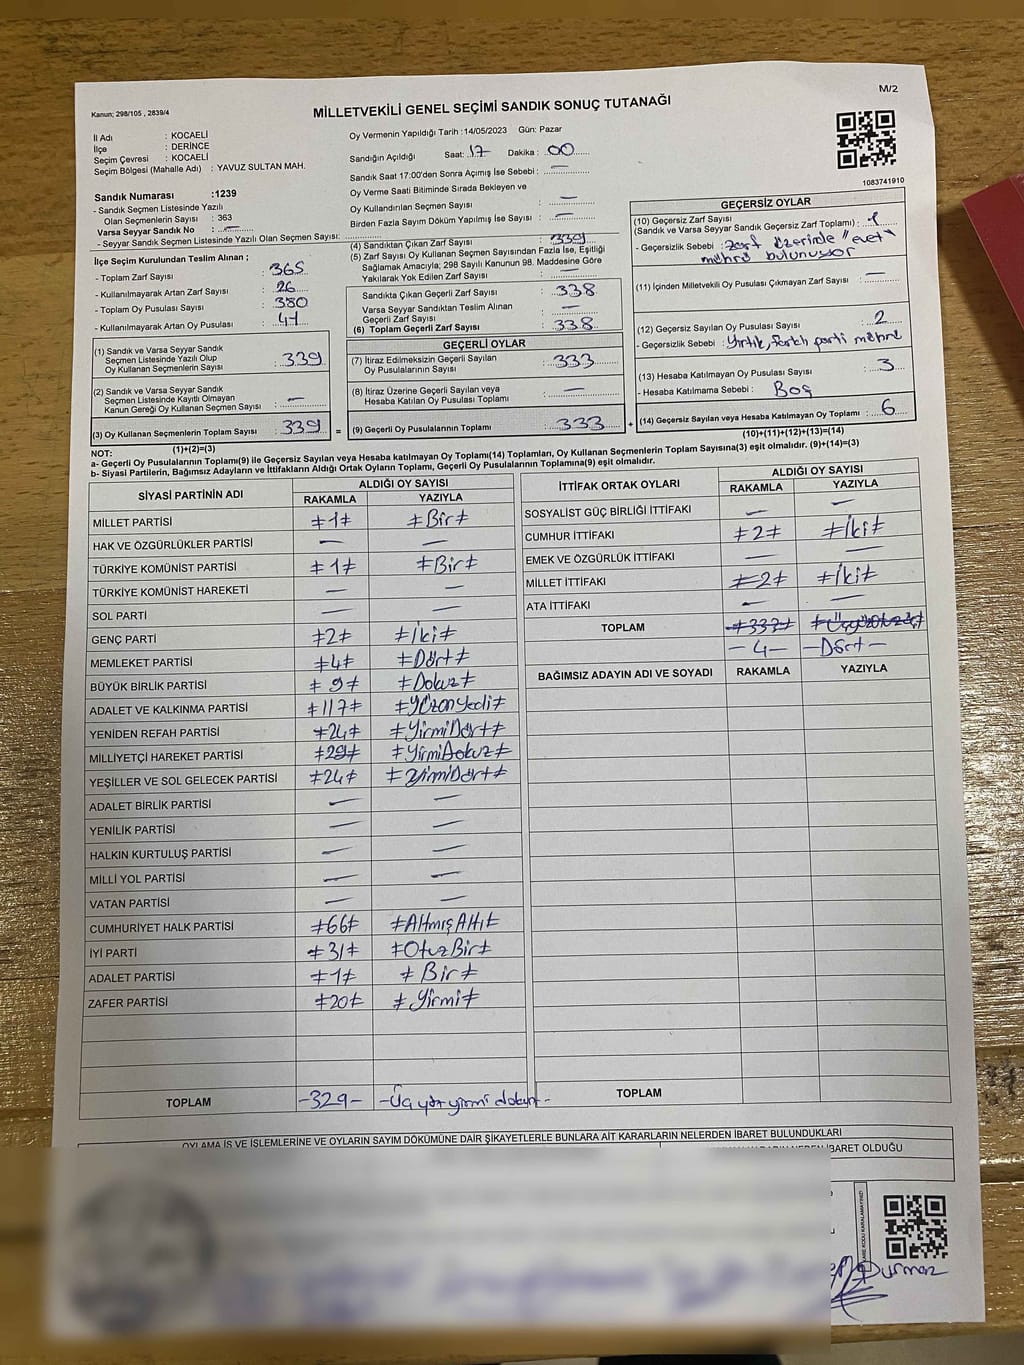 M/2
Kanun; 298/105 , 2839/4
MİLLETVEKİLİ GENEL SEÇİMİ SANDIK SONUÇ TUTANAĞI
İl Adı : KOCAELİ
İlçe : DERİNCE
Seçim Çevresi : KOCAELİ
Seçim Bölgesi (Mahalle Adı) : YAVUZ SULTAN MAH.
Sandık Numarası :1239
- Sandık Seçmen Listesinde Yazılı
Olan Seçmenlerin Sayısı : 363
Varsa Seyyar Sandık No : —
- Seyyar Sandık Seçmen Listesinde Yazılı Olan Seçmen Sayısı:
İlçe Seçim Kurulundan Teslim Alınan ;
- Toplam Zarf Sayısı : 365
- Kullanılmayarak Artan Zarf Sayısı : 26
- Toplam Oy Pusulası Sayısı : 380
- Kullanılmayarak Artan Oy Pusulası : 41
(1) Sandık ve Varsa Seyyar Sandık
Seçmen Listesinde Yazılı Olup
Oy Kullanan Seçmenlerin Sayısı : 339
(2) Sandık ve Varsa Seyyar Sandık
Seçmen Listesinde Kayıtlı Olmayan
Kanun Gereği Oy Kullanan Seçmen Sayısı : —
(3) Oy Kullanan Seçmenlerin Toplam Sayısı : 339
(1)+(2)=(3)
Oy Vermenin Yapıldığı Tarih :14/05/2023 Gün: Pazar
Sandığın Açıldığı Saat: 17 Dakika : 00
Sandık Saat 17:00'den Sonra Açımış İse Sebebi : —
Oy Verme Saati Bitiminde Sırada Bekleyen ve
Oy Kullandırılan Seçmen Sayısı : —
Birden Fazla Sayım Döküm Yapılmış İse Sayısı : —
(4) Sandıktan Çıkan Zarf Sayısı : 339
(5) Zarf Sayısı Oy Kullanan Seçmen Sayısından Fazla İse, Eşitliği
Sağlamak Amacıyla; 298 Sayılı Kanunun 98. Maddesine Göre
Yakılarak Yok Edilen Zarf Sayısı : —
Sandıkta Çıkan Geçerli Zarf Sayısı : 338
Varsa Seyyar Sandıktan Teslim Alınan
Geçerli Zarf Sayısı : —
(6) Toplam Geçerli Zarf Sayısı : 338
GEÇERLİ OYLAR
(7) İtiraz Edilmeksizin Geçerli Sayılan
Oy Pusulasının Sayısı : 333
(8) İtiraz Üzerine Geçerli Sayılan veya
Hesaba Katılan Oy Pusulası Toplamı : —
= (9) Geçerli Oy Pusulalarının Toplamı : 333 +
1083741910
GEÇERSİZ OYLAR
(10) Geçersiz Zarf Sayısı
(Sandık ve Varsa Seyyar Sandık Geçersiz Zarf Toplamı) : 1
- Geçersizlik Sebebi : zarf üzerinde "evet"
mührü bulunuyor
(11) İçinden Milletvekili Oy Pusulası Çıkmayan Zarf Sayısı : —
(12) Geçersiz Sayılan Oy Pusulası Sayısı : 2
- Geçersizlik Sebebi : Yırtık, farklı parti mührü
(13) Hesaba Katılmayan Oy Pusulası Sayısı : 3
- Hesaba Katılmama Sebebi : Boş
(14) Geçersiz Sayılan veya Hesaba Katılmayan Oy Toplamı : 6
(10)+(11)+(12)+(13)=(14)
NOT:
a- Geçerli Oy Pusulalarının Toplamı(9) ile Geçersiz Sayılan veya Hesaba katılmayan Oy Toplamı(14) Toplamları, Oy Kullanan Seçmenlerin Toplam Sayısına(3) eşit olmalıdır. (9)+(14)=(3)
b- Siyasi Partilerin, Bağımsız Adayların ve İttifakların Aldığı Ortak Oyların Toplamı, Geçerli Oy Pusulalarının Toplamına(9) eşit olmalıdır.
SİYASİ PARTİNİN ADI ALDIĞI OY SAYISI
RAKAMLA YAZIYLA
MİLLET PARTİSİ ≠1≠ ≠Bir≠
HAK VE ÖZGÜRLÜKLER PARTİSİ — —
TÜRKİYE KOMÜNİST PARTİSİ ≠1≠ ≠Bir≠
TÜRKİYE KOMÜNİST HAREKETİ — —
SOL PARTİ — —
GENÇ PARTİ ≠2≠ ≠İki≠
MEMLEKET PARTİSİ ≠4≠ ≠Dört≠
BÜYÜK BİRLİK PARTİSİ ≠9≠ ≠Dokuz≠
ADALET VE KALKINMA PARTİSİ ≠117≠ ≠YüzonYedi≠
YENİDEN REFAH PARTİSİ ≠24≠ ≠YirmiDört≠
MİLLİYETÇİ HAREKET PARTİSİ ≠29≠ ≠YirmiDokuz≠
YEŞİLLER VE SOL GELECEK PARTİSİ ≠24≠ ≠YirmiDört≠
ADALET BİRLİK PARTİSİ — —
YENİLİK PARTİSİ — —
HALKIN KURTULUŞ PARTİSİ — —
MİLLİ YOL PARTİSİ — —
VATAN PARTİSİ — —
CUMHURİYET HALK PARTİSİ ≠66≠ ≠AltmışAltı≠
İYİ PARTİ ≠31≠ ≠OtuzBir≠
ADALET PARTİSİ ≠1≠ ≠Bir≠
ZAFER PARTİSİ ≠20≠ ≠Yirmi≠
TOPLAM -329- -Üç yüz yirmi dokuz-
İTTİFAK ORTAK OYLARI ALDIĞI OY SAYISI
RAKAMLA YAZIYLA
SOSYALİST GÜÇ BİRLİĞİ İTTİFAKI — —
CUMHUR İTTİFAKI ≠2≠ ≠İki≠
EMEK VE ÖZGÜRLÜK İTTİFAKI — —
MİLLET İTTİFAKI ≠2≠ ≠İki≠
ATA İTTİFAKI — —
TOPLAM ≠333≠
-4- -Dört-
BAĞIMSIZ ADAYIN ADI VE SOYADI RAKAMLA YAZIYLA
TOPLAM
OYLAMA İŞ VE İŞLEMLERİNE VE OYLARIN SAYIM DÖKÜMÜNE DAİR ŞİKAYETLERLE BUNLARA AİT KARARLARIN NELERDEN İBARET BULUNDUKLARI
İBARET OLDUĞU
Durmaz